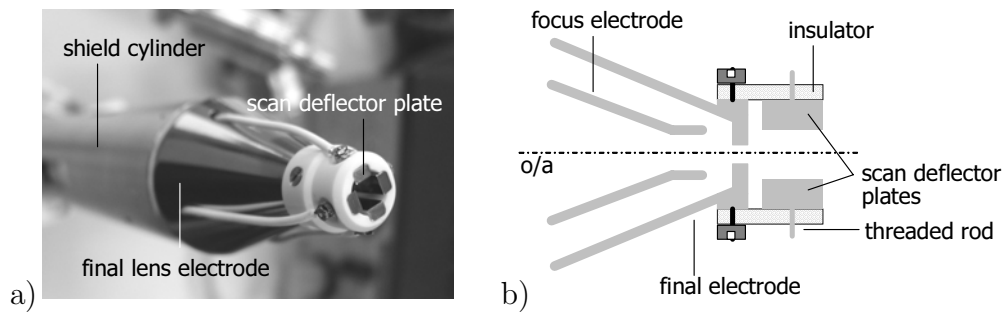 shield cylinder
scan deflector plate
final lens electrode
a)
focus electrode
insulator
o/a
scan deflector
plates
threaded rod
final electrode
b)